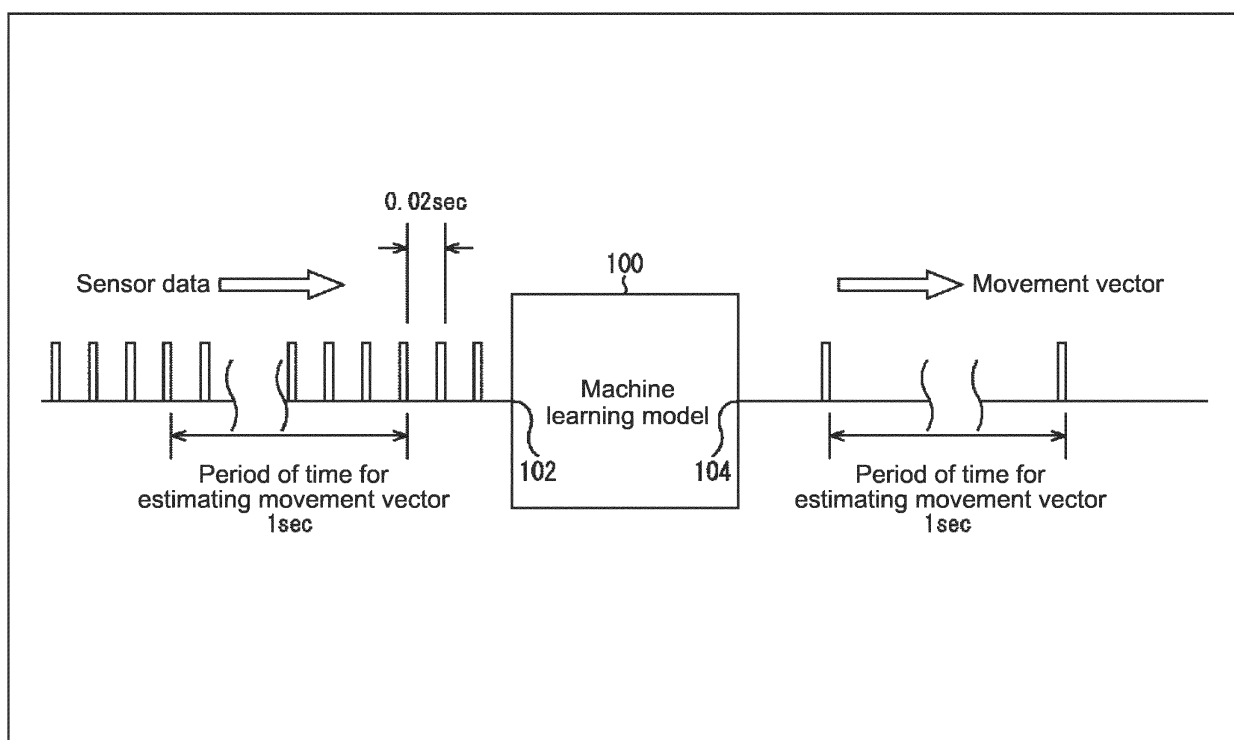 0.02sec
Sensor data
100
Movement vector
Machine
learning model
102
104
Period of time for
estimating movement vector
1sec
Period of time for
estimating movement vector
1sec